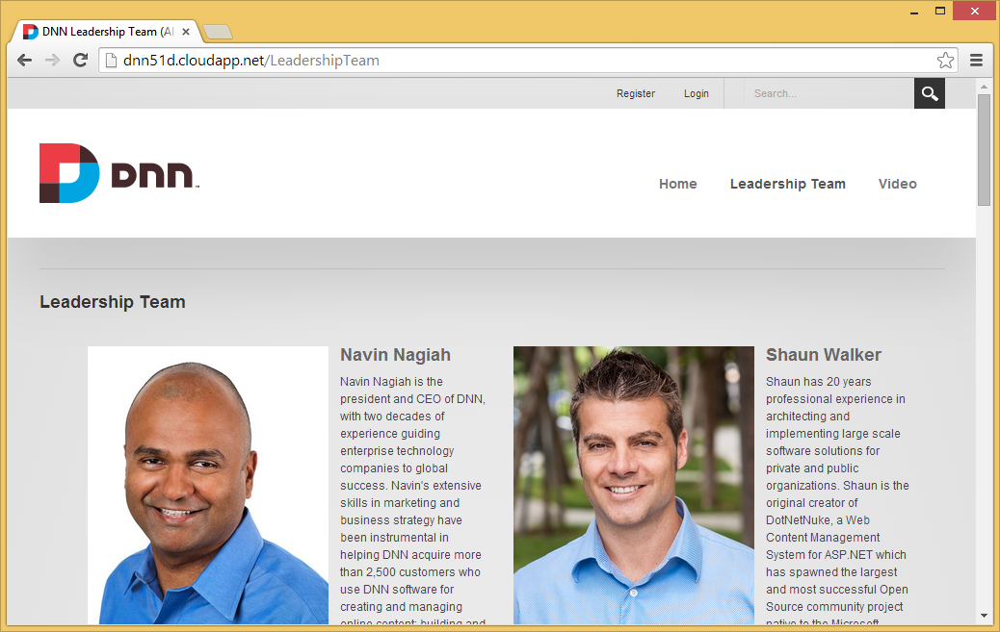 DNN Leadership Team (A
dnn51d.cloudapp.net/LeadershipTeam
Register Login Search...
DNN
Home Leadership Team Video
Leadership Team
Navin Nagiah
Navin Nagiah is the
president and CEO of DNN,
with two decades of
experience guiding
enterprise technology
companies to global
success. Navin's extensive
skills in marketing and
business strategy have
been instrumental in
helping DNN acquire more
than 2,500 customers who
use DNN software for
creating and managing
online content; building and
Shaun Walker
Shaun has 20 years
professional experience in
architecting and
implementing large scale
software solutions for
private and public
organizations. Shaun is the
original creator of
DotNetNuke, a Web
Content Management
System for ASP.NET which
has spawned the largest
and most successful Open
Source community project
native to the Microsoft